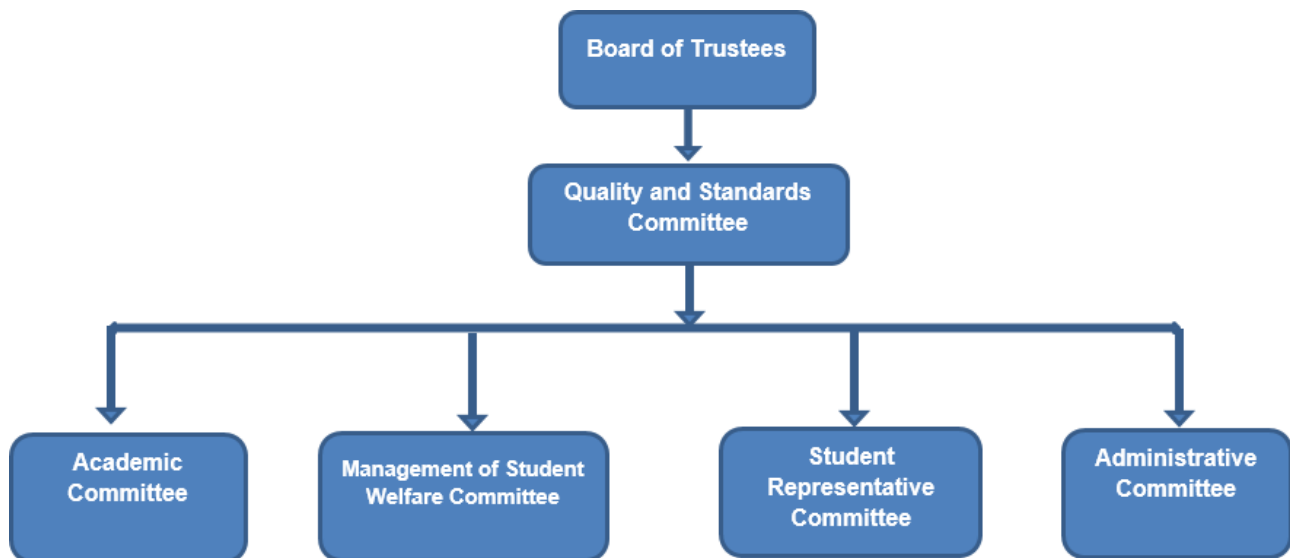 Board of Trustees
Quality and Standards
Committee
Academic
Committee
Management of Student
Welfare Committee
Student
Representative
Committee
Administrative
Committee